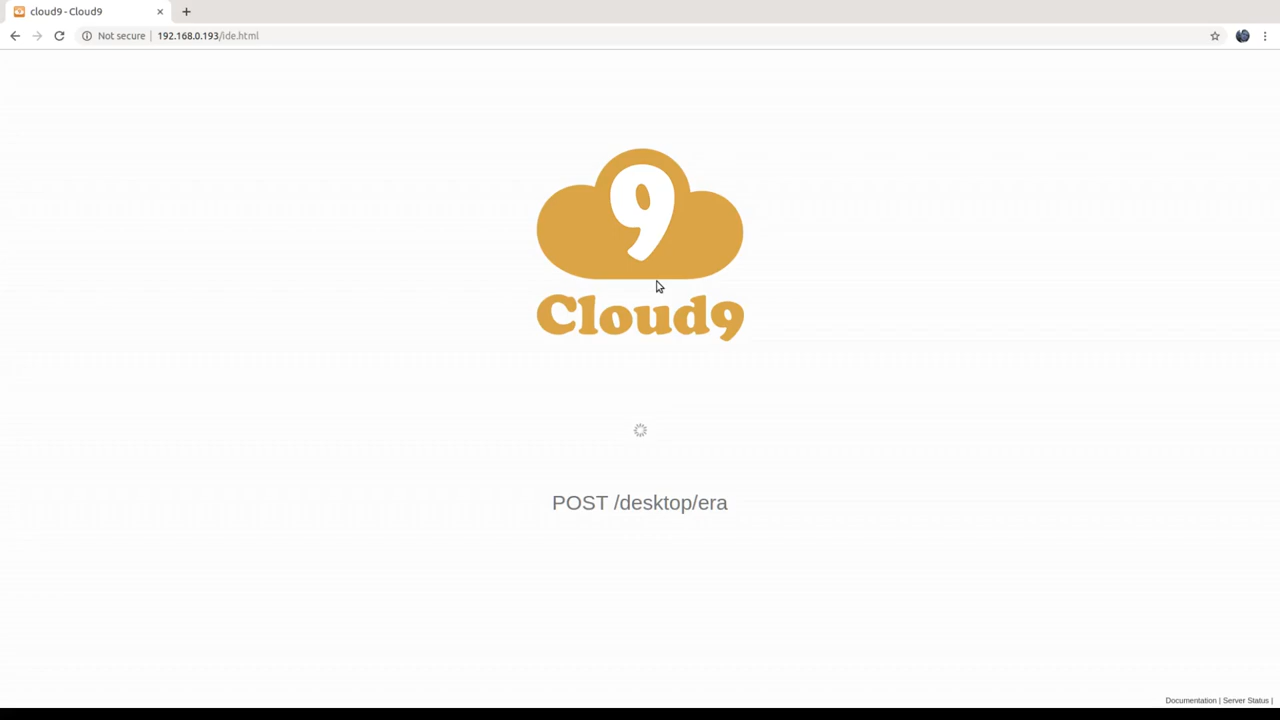 cloud9 - Cloud9
Not secure | 192.168.0.193/ide.html
9
Cloud9
POST /desktop/era
Documentation | Server Status |